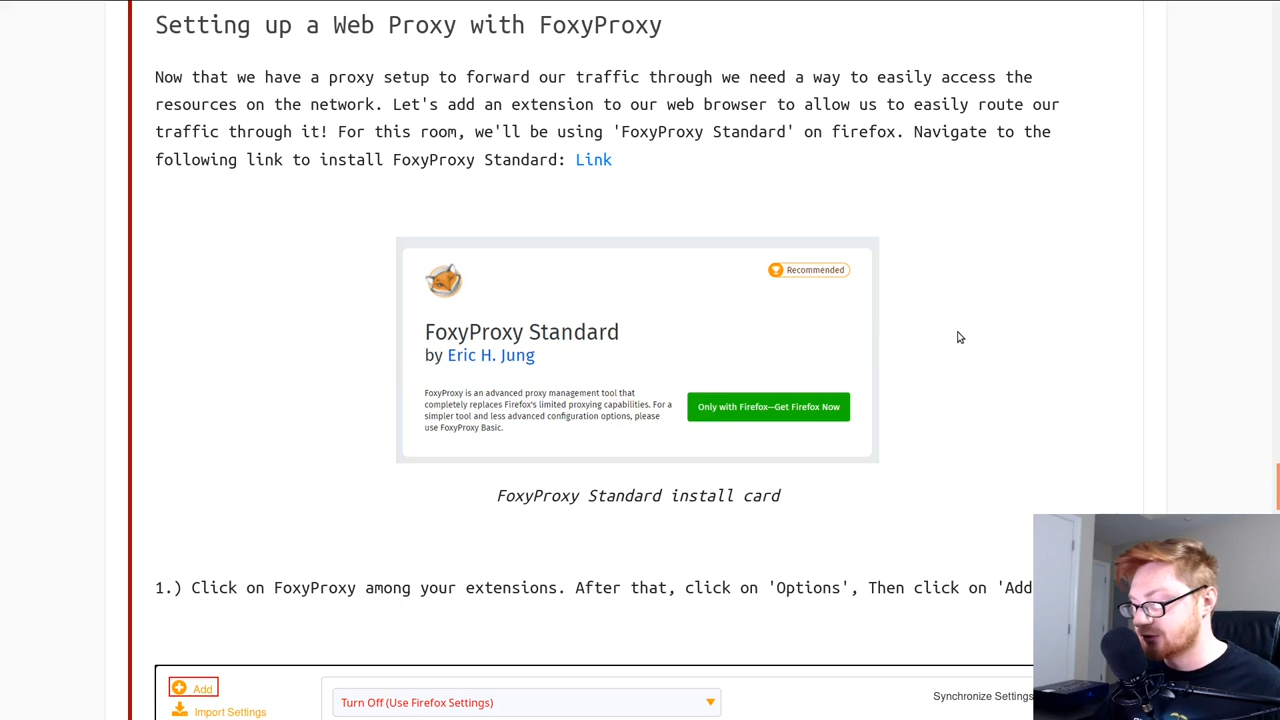 Setting up a Web Proxy with FoxyProxy
Now that we have a proxy setup to forward our traffic through we need a way to easily access the
resources on the network. Let's add an extension to our web browser to allow us to easily route our
traffic through it! For this room, we'll be using 'FoxyProxy Standard' on firefox. Navigate to the
following link to install FoxyProxy Standard: Link
Recommended
FoxyProxy Standard
by Eric H. Jung
FoxyProxy is an advanced proxy management tool that
completely replaces Firefox's limited proxying capabilities. For a
simpler tool and less advanced configuration options, please
use FoxyProxy Basic.
Only with Firefox—Get Firefox Now
FoxyProxy Standard install card
1.) Click on FoxyProxy among your extensions. After that, click on 'Options', Then click on 'Add
Add
Turn Off (Use Firefox Settings)
Synchronize Settings
Import Settings